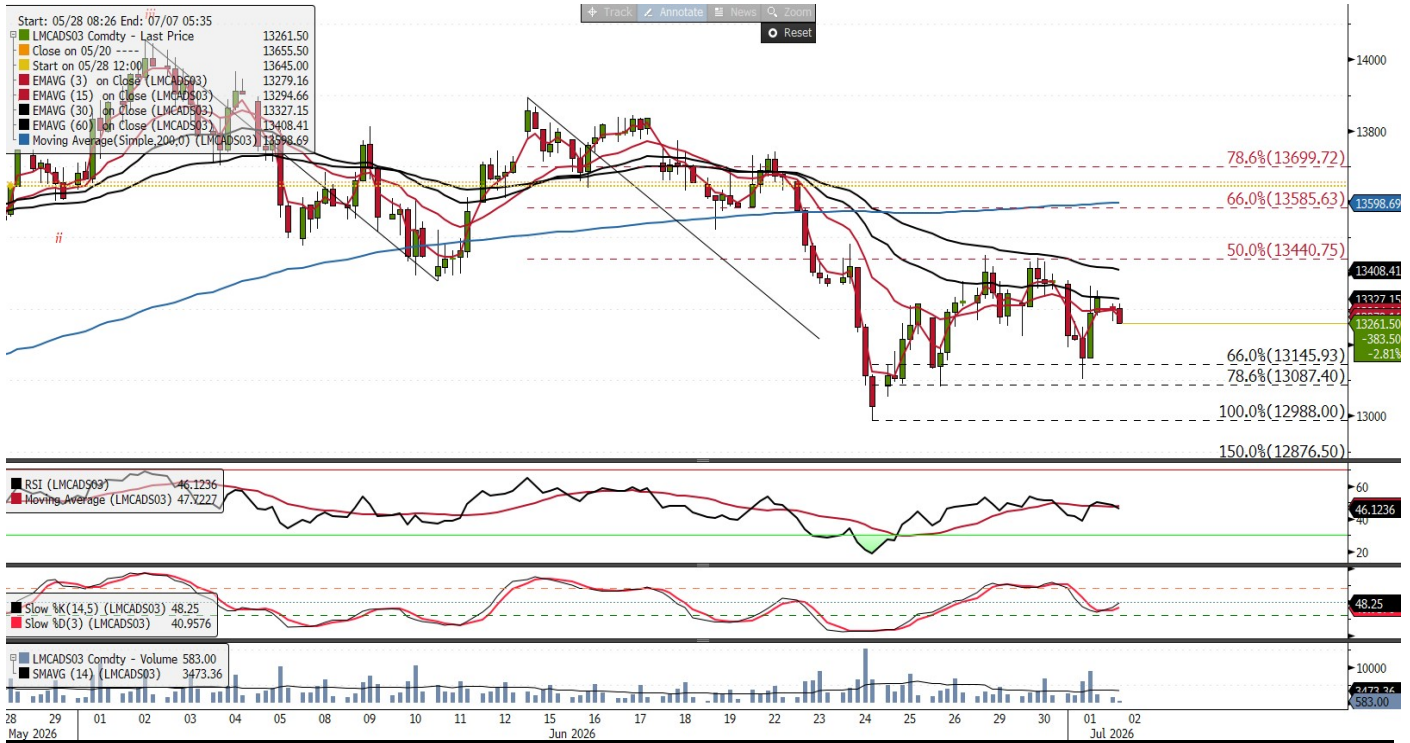 Track Annotate News Zoom
Reset
Start: 05/28 08:26 End: 07/07 05:35
iii
LMCADS03 Comdty - Last Price 13261.50
Close on 05/20 ---- 13655.50
Start on 05/28 12:00 13645.00
EMAVG (3) on Close (LMCADS03) 13279.16
EMAVG (15) on Close (LMCADS03) 13294.66
EMAVG (30) on Close (LMCADS03) 13327.15
EMAVG (60) on Close (LMCADS03) 13408.41
Moving Average(Simple,200,0) (LMCADS03) 13598.69
ii
14000
13800
78.6%(13699.72)
66.0%(13585.63)
13598.69
50.0%(13440.75)
13408.41
13327.15
13261.50
-383.50
-2.81%
66.0%(13145.93)
78.6%(13087.40)
13000
100.0%(12988.00)
150.0%(12876.50)
RSI (LMCADS03) 46.1236
Moving Average (LMCADS03) 47.7227
60
46.1236
40
20
Slow %K(14,5) (LMCADS03) 48.25
Slow %D(3) (LMCADS03) 40.9576
48.25
LMCADS03 Comdty - Volume 583.00
SMAVG (14) (LMCADS03) 3473.36
10000
3473.36
583.00
28 29 01 02 03 04 05 08 09 10 11 12 15 16 17 18 19 22 23 24 25 26 29 30 01 02
May 2026 Jun 2026 Jul 2026